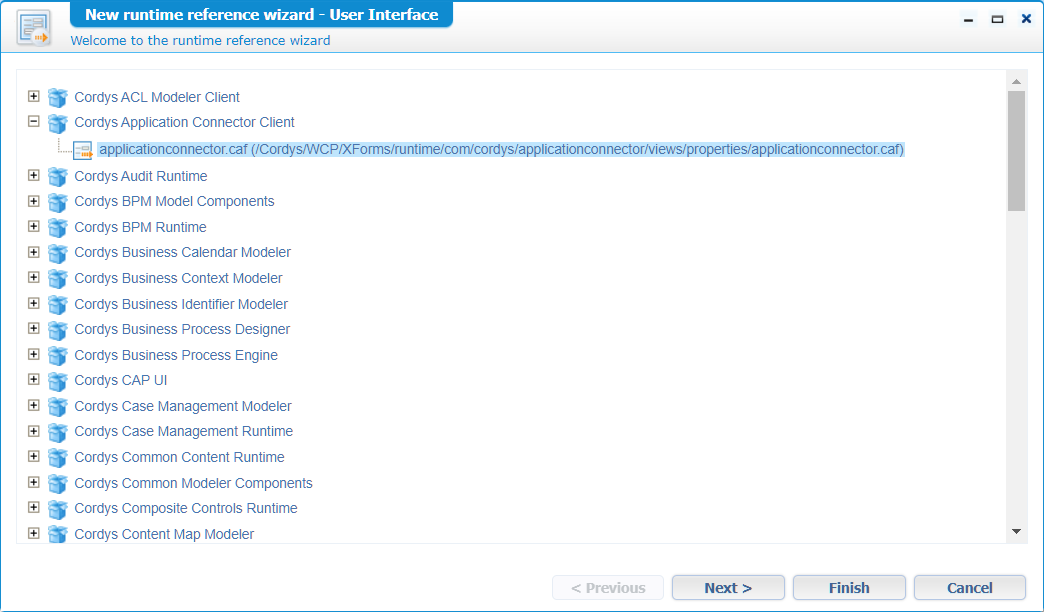 New runtime reference wizard - User Interface
Welcome to the runtime reference wizard
Cordys ACL Modeler Client
Cordys Application Connector Client
applicationconnector.caf (/Cordys/WCP/XForms/runtime/com/cordys/applicationconnector/views/properties/applicationconnector.caf)
Cordys Audit Runtime
Cordys BPM Model Components
Cordys BPM Runtime
Cordys Business Calendar Modeler
Cordys Business Context Modeler
Cordys Business Identifier Modeler
Cordys Business Process Designer
Cordys Business Process Engine
Cordys CAP UI
Cordys Case Management Modeler
Cordys Case Management Runtime
Cordys Common Content Runtime
Cordys Common Modeler Components
Cordys Composite Controls Runtime
Cordys Content Map Modeler
< Previous Next > Finish Cancel